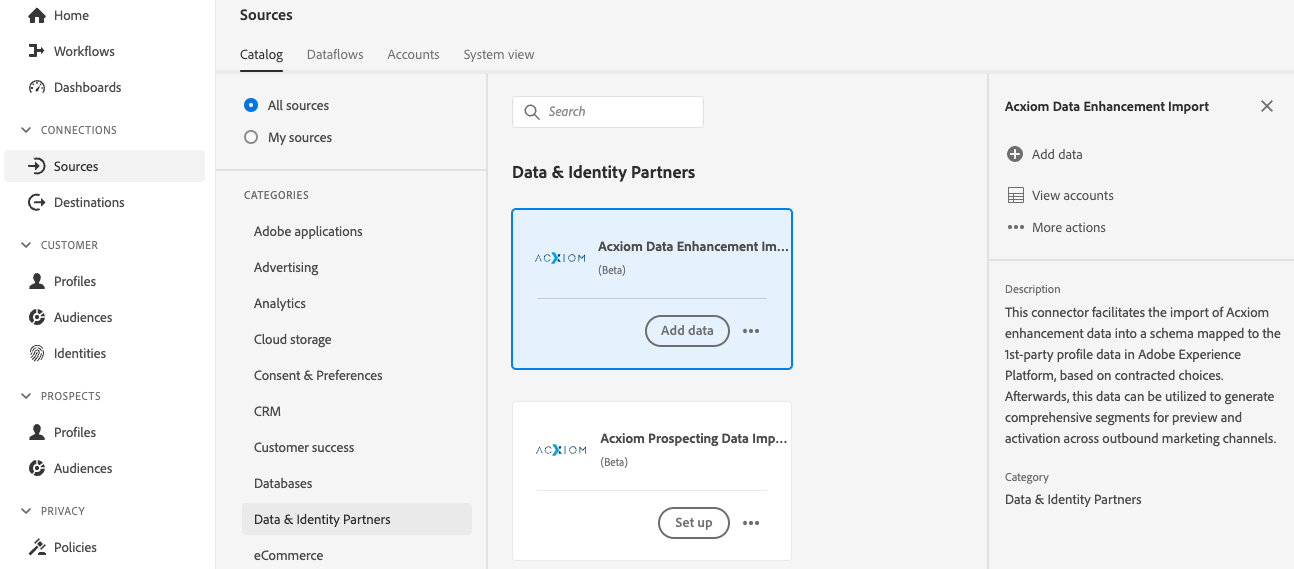 Home
Workflows
Dashboards
CONNECTIONS
Sources
Destinations
CUSTOMER
Profiles
Audiences
Identities
PROSPECTS
Profiles
Audiences
PRIVACY
Policies
Sources
Catalog Dataflows Accounts System view
All sources
My sources
CATEGORIES
Adobe applications
Advertising
Analytics
Cloud storage
Consent & Preferences
CRM
Customer success
Databases
Data & Identity Partners
eCommerce
Search
Data & Identity Partners
ACXIOM
Acxiom Data Enhancement Im...
(Beta)
Add data
ACXIOM
Acxiom Prospecting Data Imp...
(Beta)
Set up
Acxiom Data Enhancement Import
Add data
View accounts
More actions
Description
This connector facilitates the import of Acxiom
enhancement data into a schema mapped to the
1st-party profile data in Adobe Experience
Platform, based on contracted choices.
Afterwards, this data can be utilized to generate
comprehensive segments for preview and
activation across outbound marketing channels.
Category
Data & Identity Partners